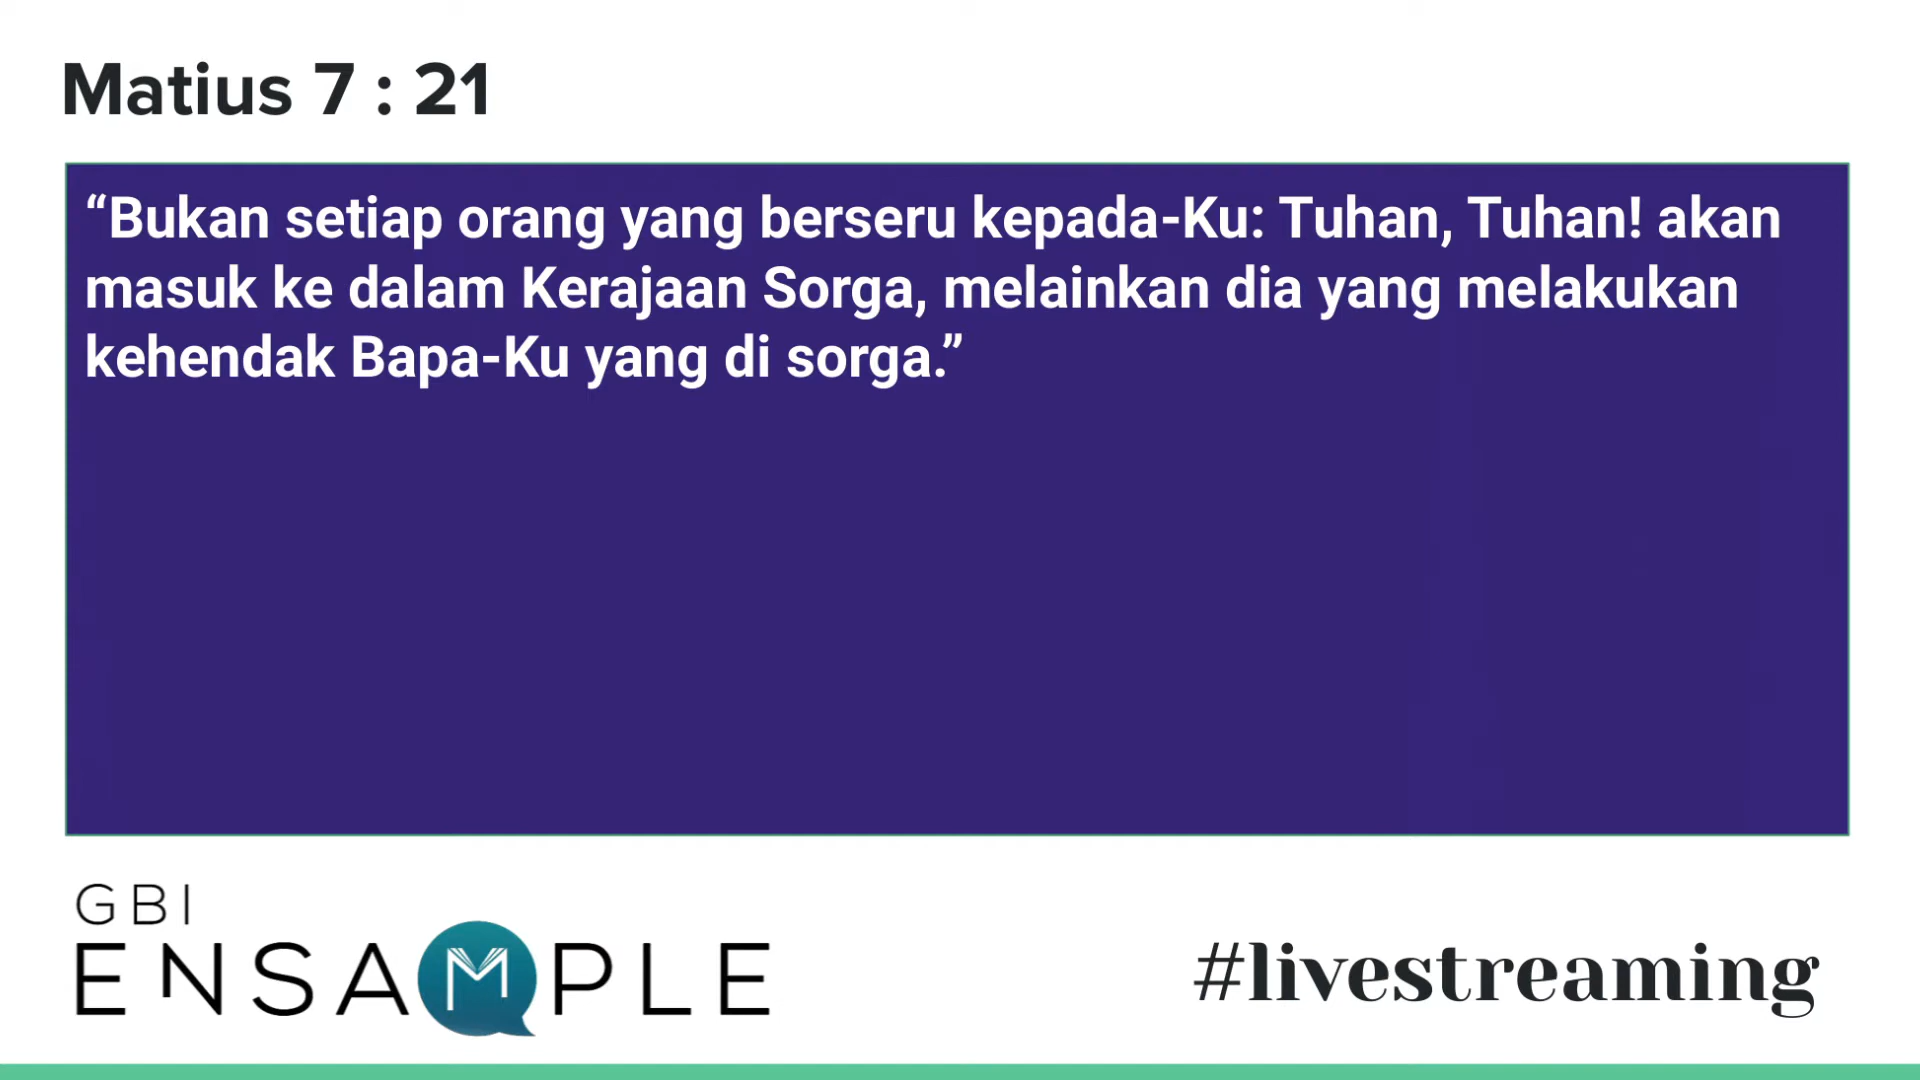 Matius 7 : 21
“Bukan setiap orang yang berseru kepada-Ku: Tuhan, Tuhan! akan
masuk ke dalam Kerajaan Sorga, melainkan dia yang melakukan
kehendak Bapa-Ku yang di sorga.”
GBI
ENSAMPLE
#livestreaming